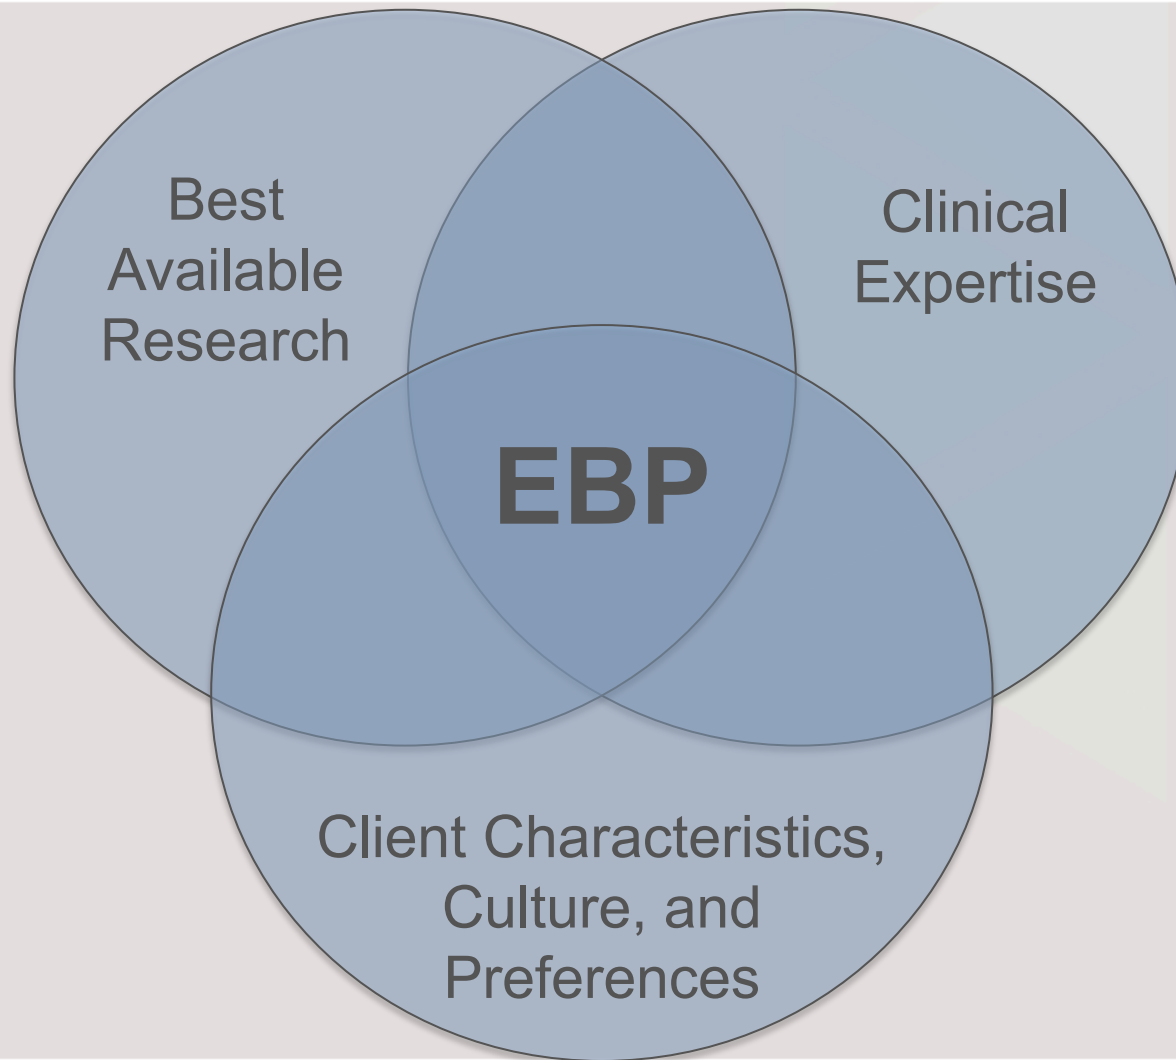 Best
Available
Research
Clinical
Expertise
EBP
Client Characteristics,
Culture, and
Preferences